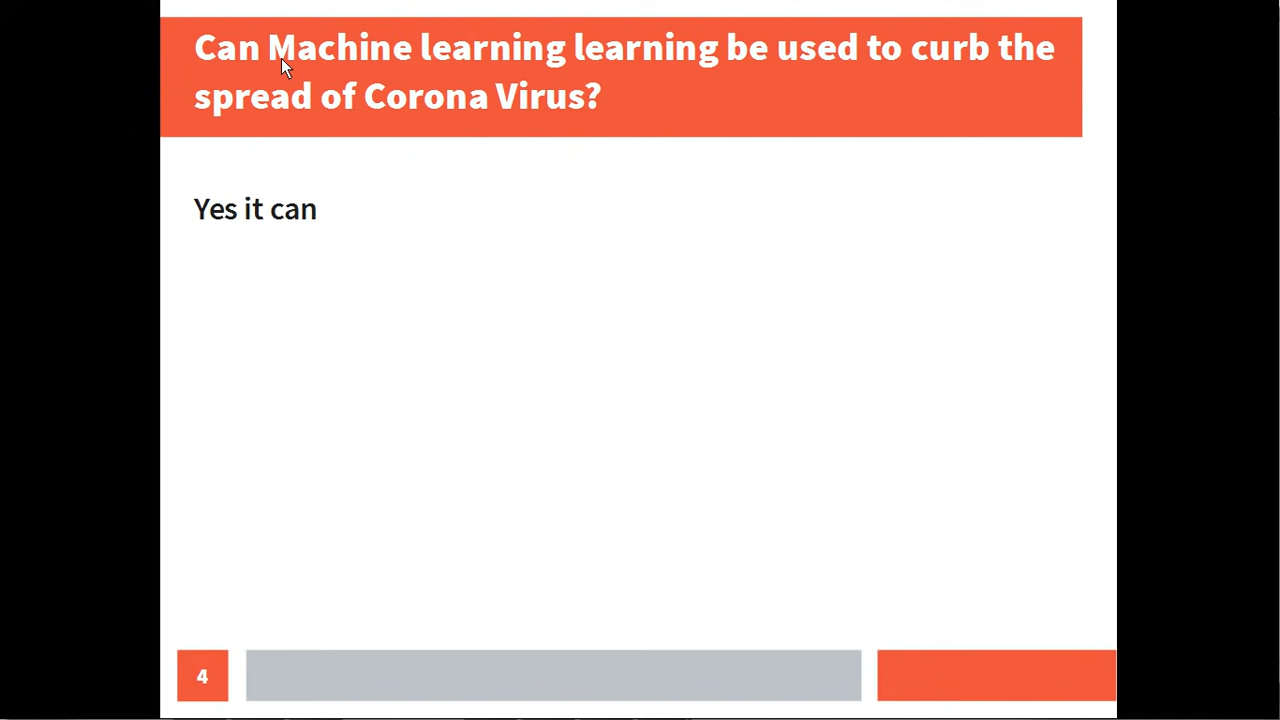 Can Machine learning learning be used to curb the
spread of Corona Virus?
Yes it can
4